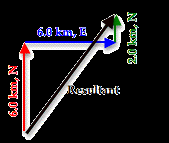 6.0 km, E
2.0 km, N
Resultant
6.0 km, N